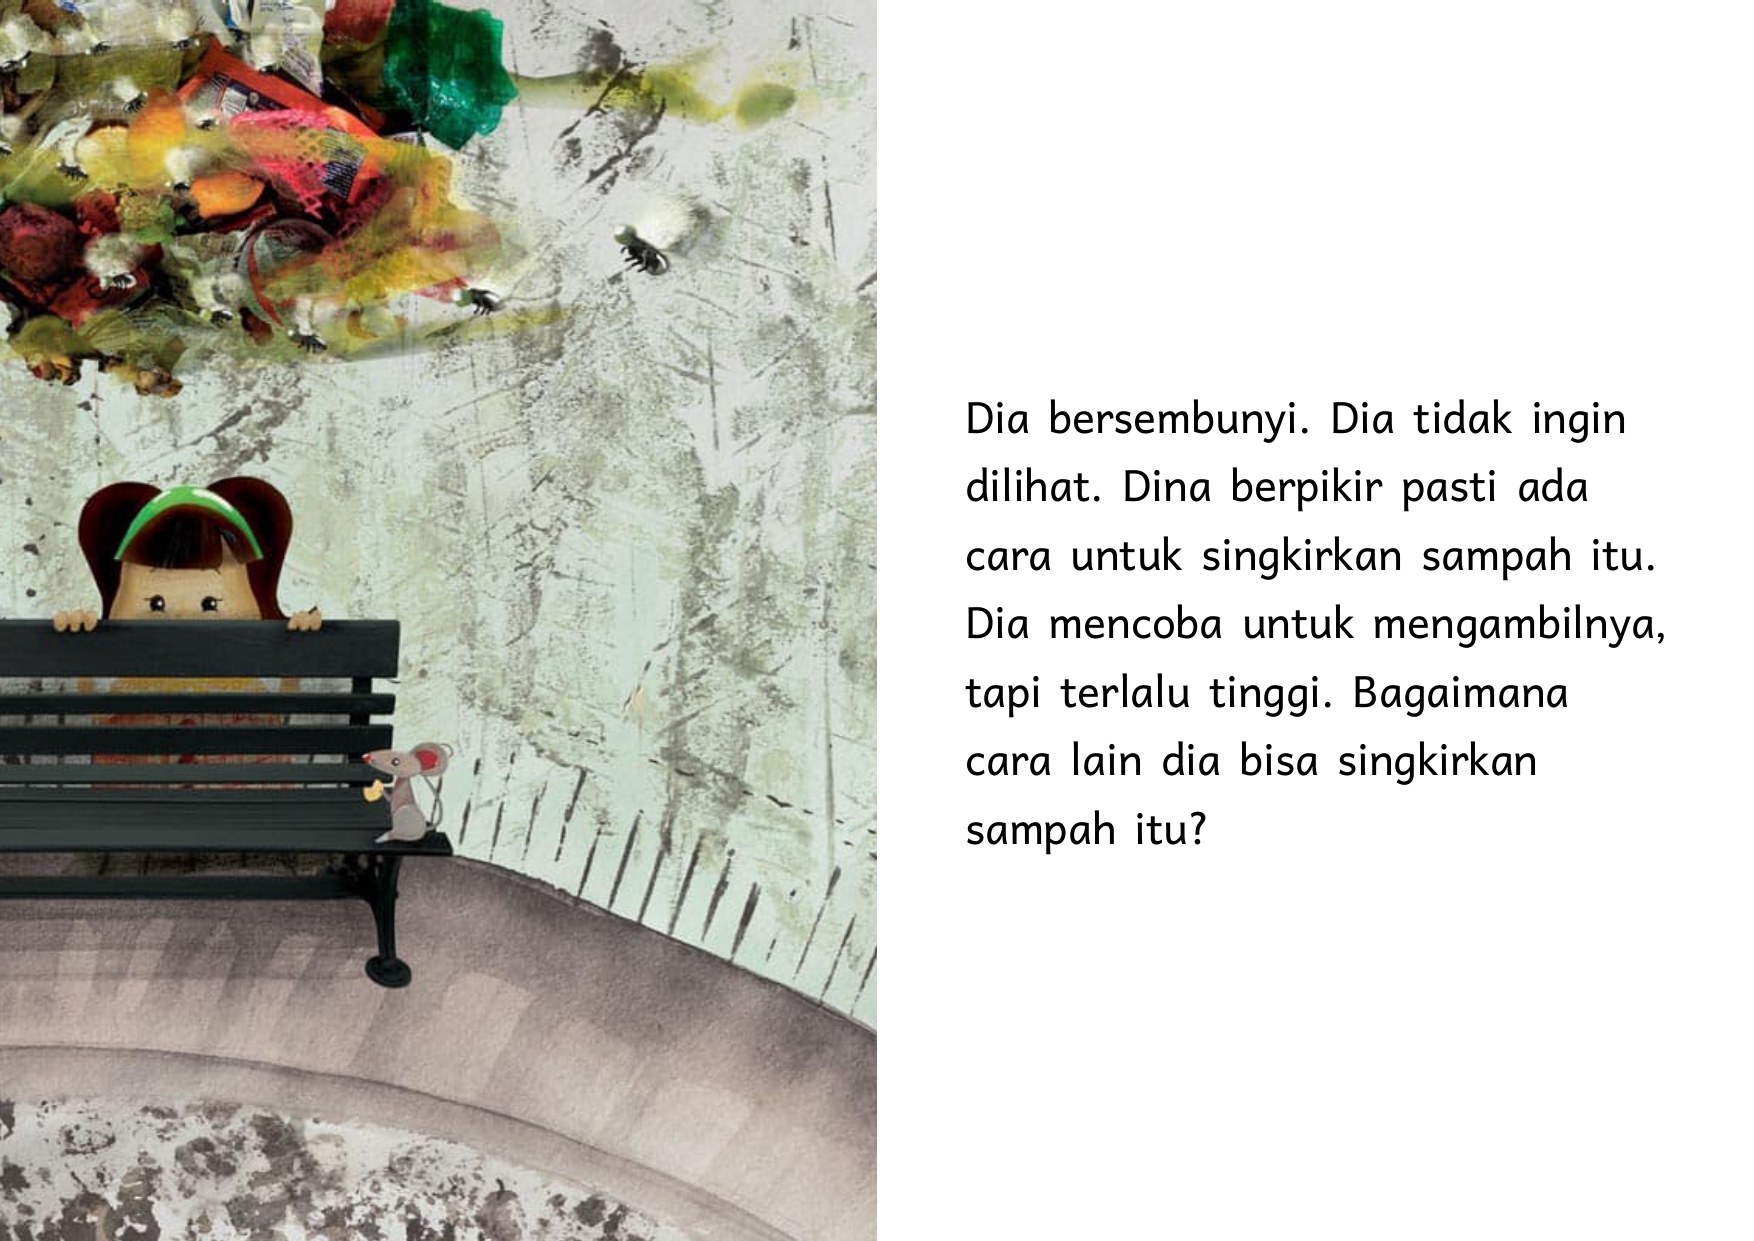 Dia bersembunyi. Dia tidak ingin
dilihat. Dina berpikir pasti ada
cara untuk singkirkan sampah itu.
Dia mencoba untuk mengambilnya,
tapi terlalu tinggi. Bagaimana
cara lain dia bisa singkirkan
sampah itu?